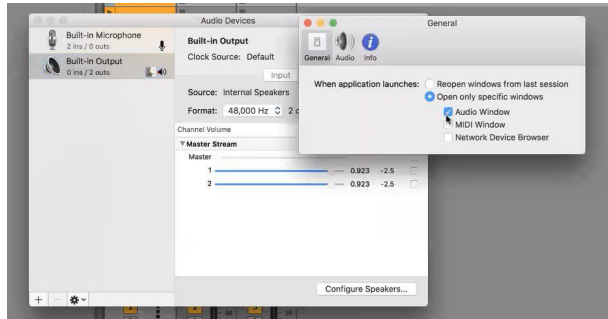 Audio Devices
Built-in Microphone
2 ins / 0 outs
Built-in Output
0 ins / 2 outs
Built-in Output
Clock Source: Default
Input
Source: Internal Speakers
Format: 48,000 Hz 2 c
Channel Volume
Master Stream
Master
1 0.923 -2.5
2 0.923 -2.5
Configure Speakers...
General
General Audio Info
When application launches: Reopen windows from last session
Open only specific windows
Audio Window
MIDI Window
Network Device Browser